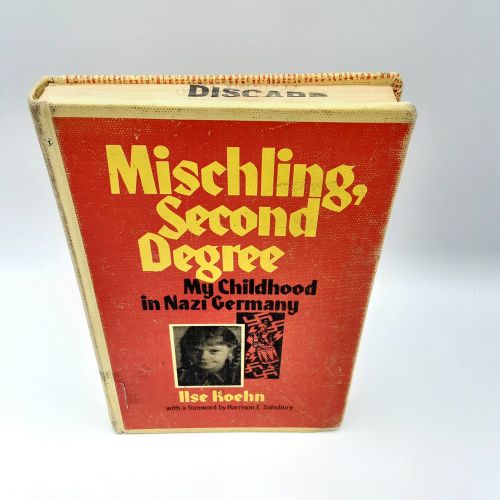 DISCARD
Mischling,
Second
Degree
My Childhood
in Nazi Germany
Ilse Koehn
with a foreword by Harrison E. Salisbury